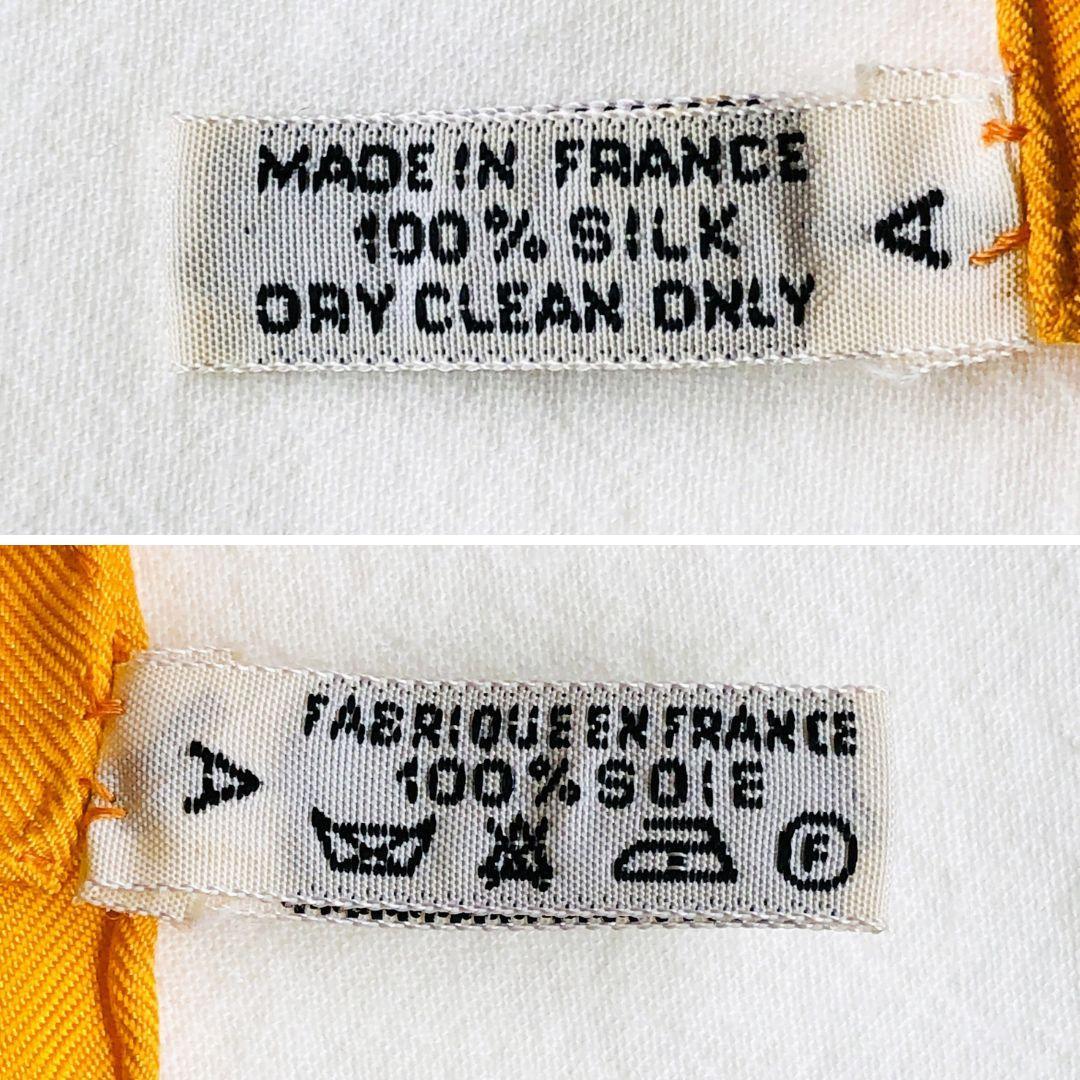 MADE IN FRANCE
100% SILK
DRY CLEAN ONLY
A
A
FABRIQUE EN FRANCE
100% SOIE
F